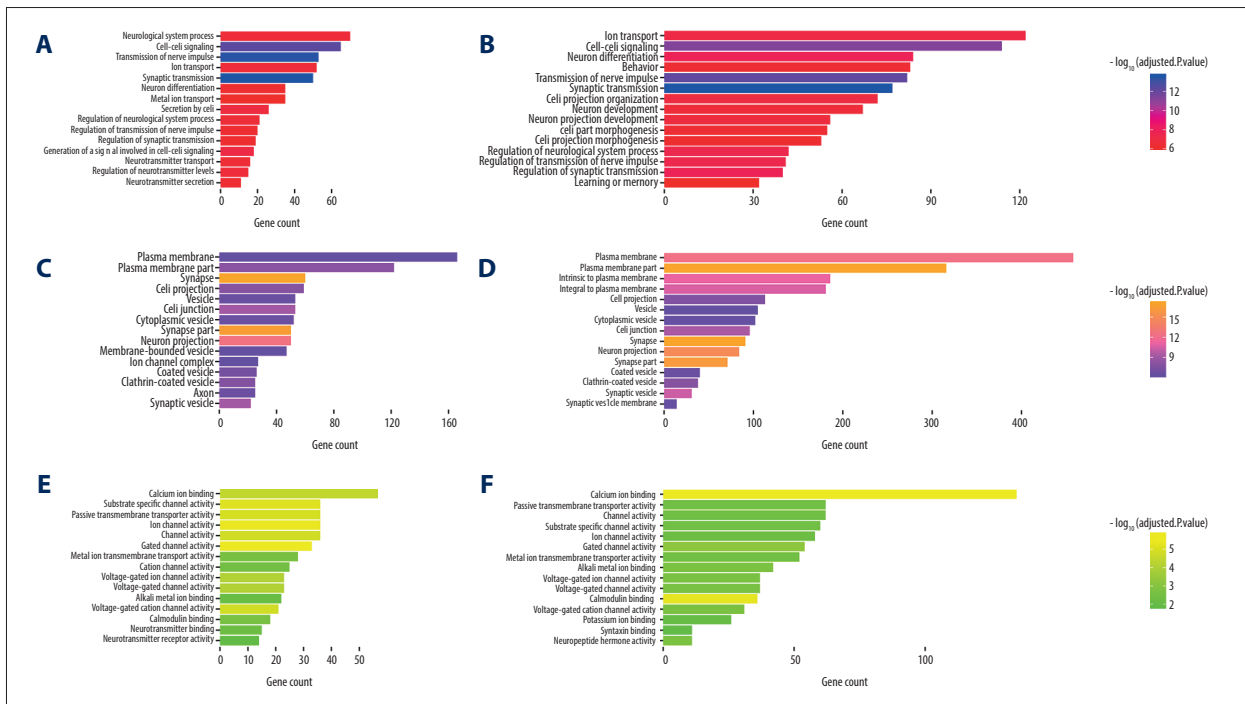 A
Neurological system process
Cell-celi signaling
Transmission of nerve impulse
Ion transport
Synaptic transmission
Neuron differentiation
Metal ion transport
Secretion by celi
Regulation of neurological system process
Regulation of transmission of nerve impulse
Regulation of synaptic transmission
Generation of a sig n al involved in cell-celi signaling
Neurotransmitter transport
Regulation of neurotransmitter levels
Neurotransmitter secretion
0 20 40 60
Gene count
B
Ion transport
Cell-celi signaling
Neuron differentiation
Behavior
Transmission of nerve impulse
Synaptic transmission
Celi projection organization
Neuron development
Neuron projection development
celi part morphogenesis
Celi projection morphogenesis
Regulation of neurological system process
Regulation of transmission of nerve impulse
Regulation of synaptic transmission
Learning or mernory
0 30 60 90 120
Gene count
- log10 (adjusted.P.value)
12
10
8
6
C
Plasma membrane
Plasma membrane part
Synapse
Celi projection
Vesicle
Celi junction
Cytoplasmic vesicle
Synapse part
Neuron projection
Membrane-bounded vesicle
Ion channel complex
Coated vesicle
Clathrin-coated vesicle
Axon
Synaptic vesicle
0 40 80 120 160
Gene count
D
Plasma membrane
Plasma membrane part
Intrinsic to plasma membrane
Integral to plasma membrane
Cell projection
Vesicle
Cytoplasmic vesicle
Celi junction
Synapse
Neuron projection
Synapse part
Coated vesicle
Clathrin-coated vesicle
Synaptic vesicle
Synaptic ves1cle membrane
0 100 200 300 400
Gene count
- log10 (adjusted.P.value)
15
12
9
E
Calcium ion binding
Substrate specific channel activity
Passive transmembrane transporter activity
Ion channel activity
Channel activity
Gated channel activity
Metal ion transmembrane transport activity
Cation channel activity
Voltage-gated ion channel activity
Voltage-gated channel activity
Alkali metal ion binding
Voltage-gated cation channel activity
Calmodulin binding
Neurotransmitter binding
Neurotransmitter receptor activity
0 10 20 30 40 50
Gene count
F
Calcium ion binding
Passive transmembrane transporter activity
Channel activity
Substrate specific channel activity
Ion channel activity
Gated channel activity
Metal ion transmembrane transporter activity
Alkali metal ion binding
Voltage-gated ion channel activity
Voltage-gated channel activity
Calmodulin binding
Voltage-gated cation channel activity
Potassium ion binding
Syntaxin binding
Neuropeptide hormone activity
0 50 100
Gene count
- log10 (adjusted.P.value)
5
4
3
2